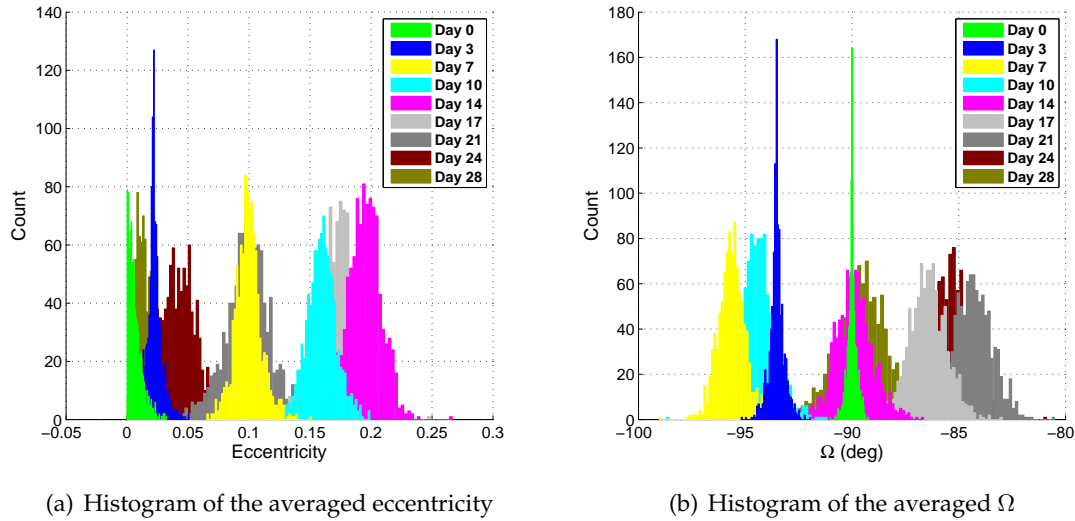 140
120
100
80
60
40
20
0
Count
−0.05 0 0.05 0.1 0.15 0.2 0.25 0.3
Eccentricity
Day 0
Day 3
Day 7
Day 10
Day 14
Day 17
Day 21
Day 24
Day 28
(a) Histogram of the averaged eccentricity
180
160
140
120
100
80
60
40
20
0
Count
−100 −95 −90 −85 −80
Ω (deg)
Day 0
Day 3
Day 7
Day 10
Day 14
Day 17
Day 21
Day 24
Day 28
(b) Histogram of the averaged Ω